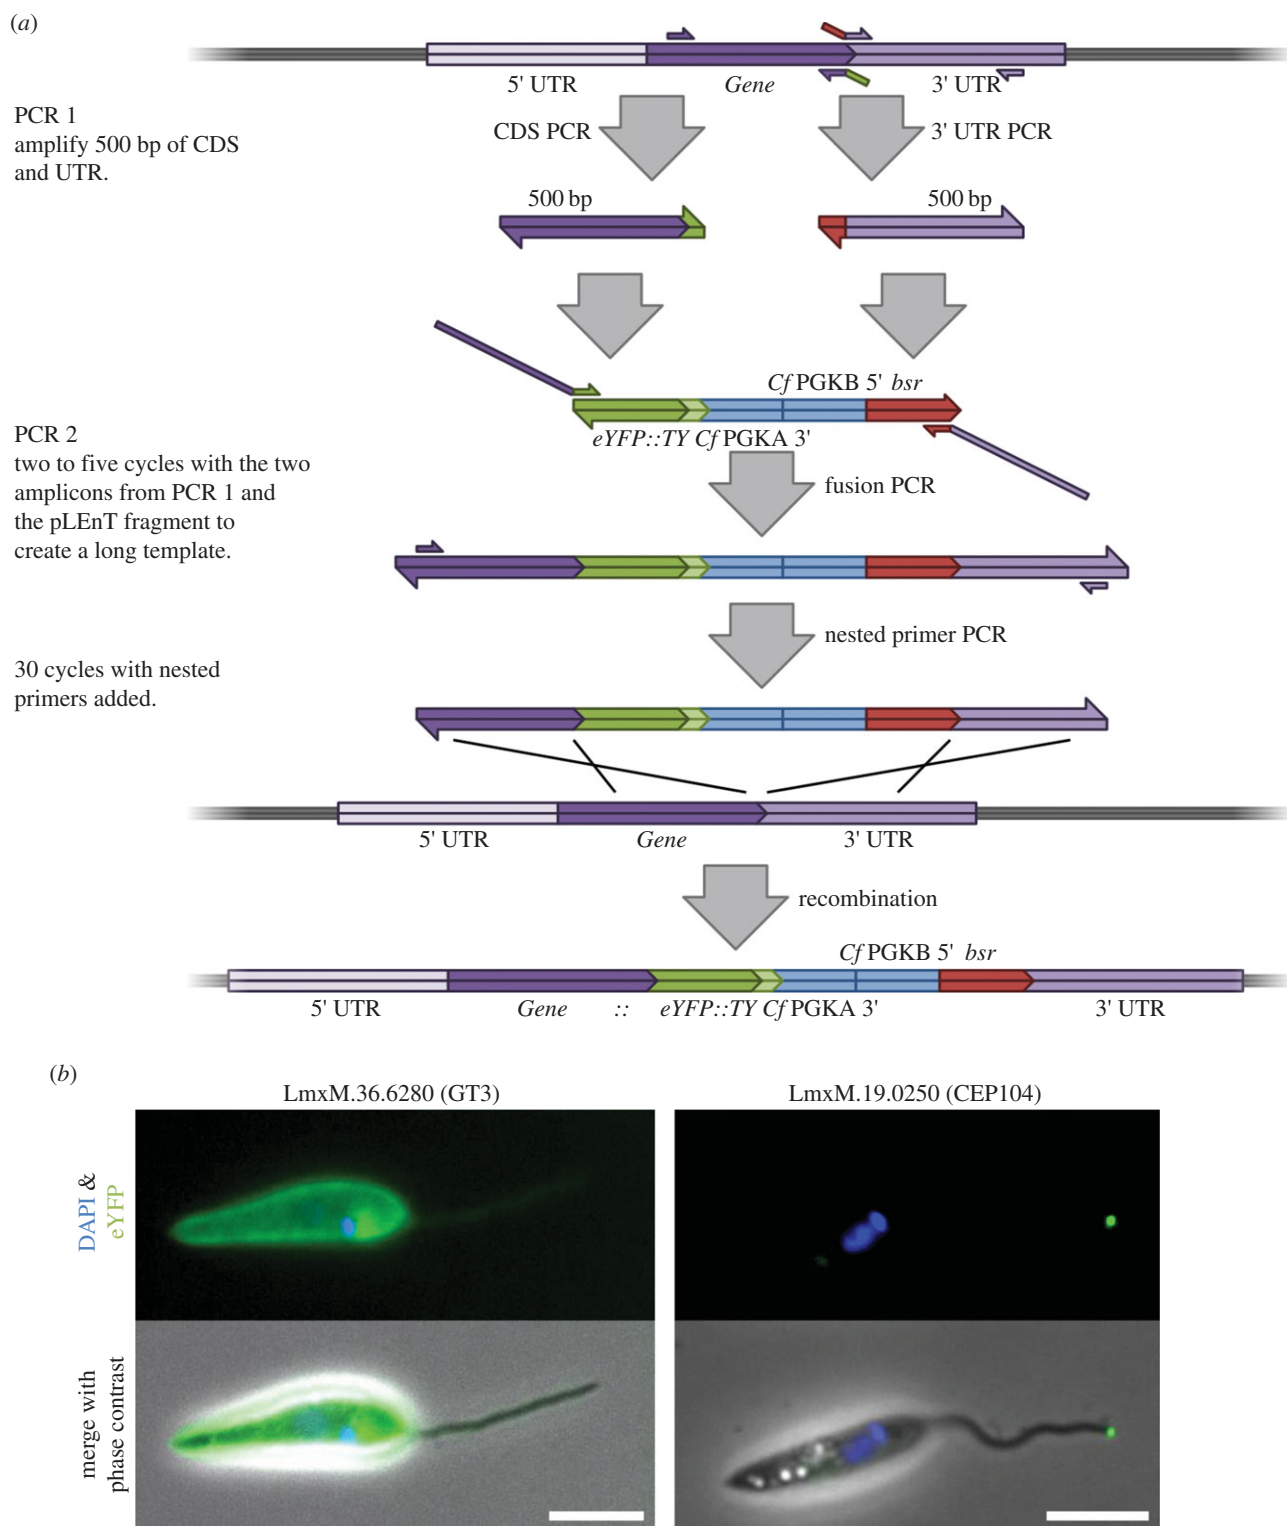 (a)
5' UTR
Gene
3' UTR
PCR 1
amplify 500 bp of CDS
and UTR.
CDS PCR
3' UTR PCR
500 bp
500 bp
Cf PGKB 5' bsr
eYFP::TY Cf PGKA 3'
PCR 2
two to five cycles with the two
amplicons from PCR 1 and
the pLEnT fragment to
create a long template.
fusion PCR
nested primer PCR
30 cycles with nested
primers added.
5' UTR
Gene
3' UTR
recombination
Cf PGKB 5' bsr
5' UTR
Gene :: eYFP::TY Cf PGKA 3'
3' UTR
(b)
LmxM.36.6280 (GT3)
LmxM.19.0250 (CEP104)
DAPI &
eYFP
merge with
phase contrast